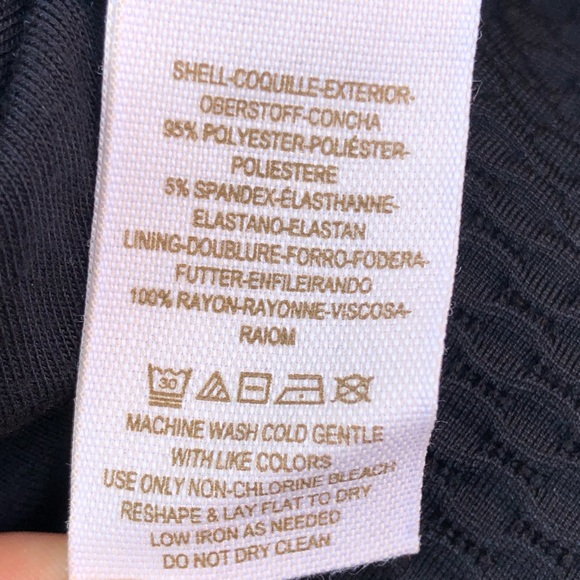 SHELL-COQUILLE-EXTERIOR-
OBERSTOFF-CONCHA
95% POLYESTER-POLIÉSTER-
POLIESTERE
5% SPANDEX-ÉLASTHANNE-
ELASTANO-ELASTAN
LINING-DOUBLURE-FORRO-FODERA-
FUTTER-ENFILEIRANDO
100% RAYON-RAYONNE-VISCOSA-
RAIOM
30
MACHINE WASH COLD GENTLE
WITH LIKE COLORS
USE ONLY NON-CHLORINE BLEACH
RESHAPE & LAY FLAT TO DRY
LOW IRON AS NEEDED
DO NOT DRY CLEAN